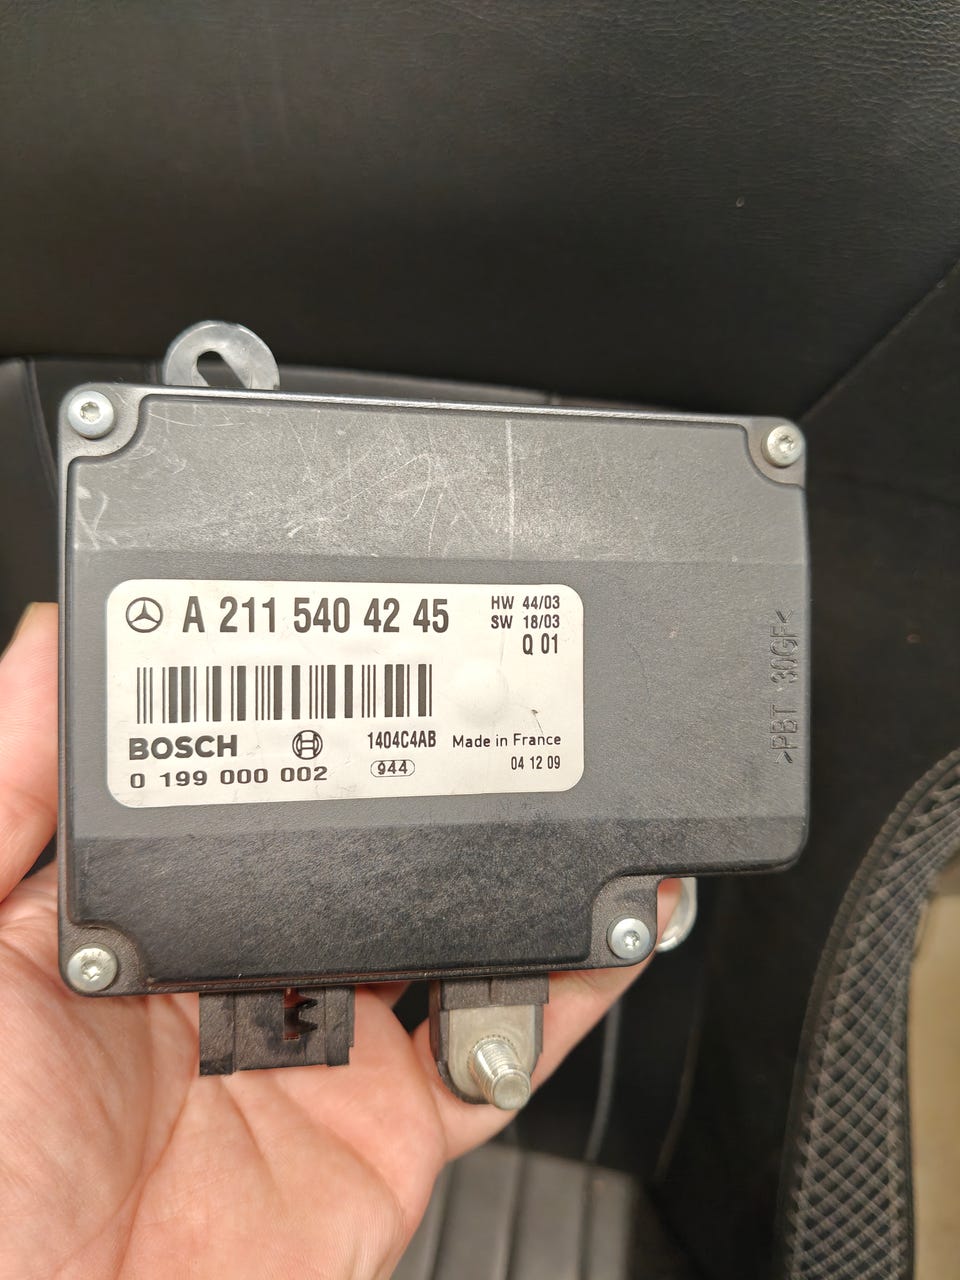 A 211 540 42 45
HW 44/03
SW 18/03
Q 01
BOSCH
1404C4AB
Made in France
0 199 000 002
944
04 12 09
>PBT 30GF<